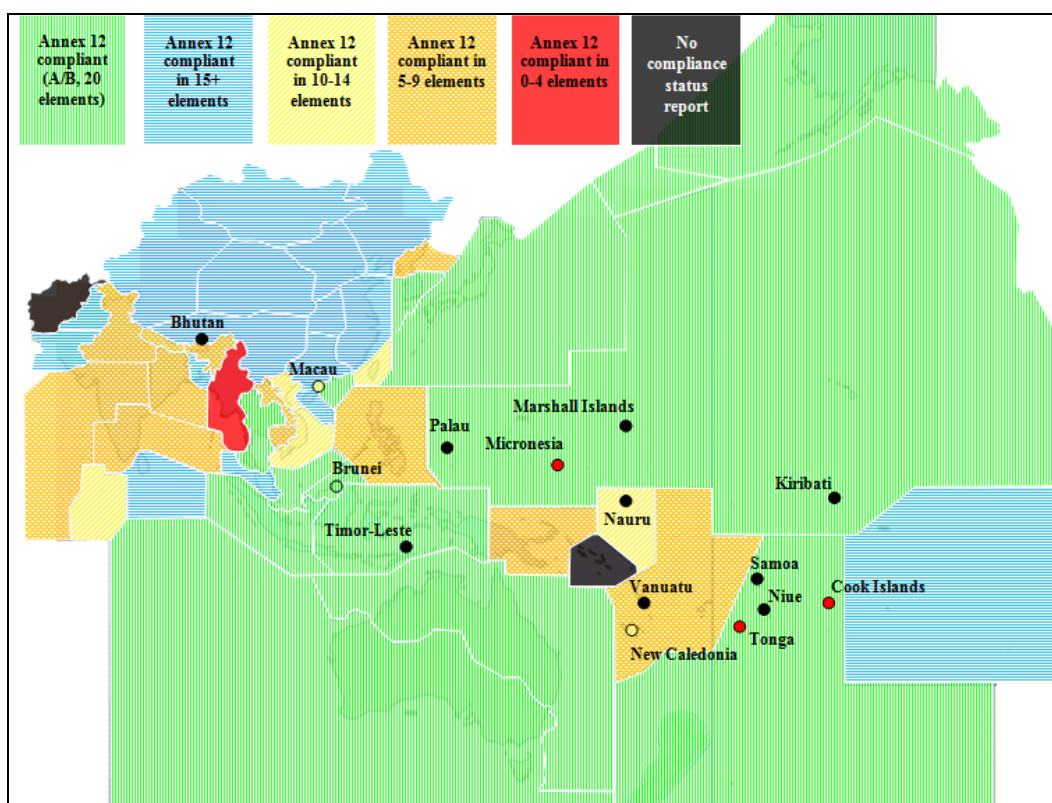 Annex 12
compliant
(A/B, 20
elements)
Annex 12
compliant
in 15+
elements
Annex 12
compliant
in 10-14
elements
Annex 12
compliant in
5-9 elements
Annex 12
compliant in
0-4 elements
No
compliance
status
report
Bhutan
Macau
Marshall Islands
Palau
Micronesia
Brunei
Kiribati
Nauru
Timor-Leste
Samoa
Cook Islands
Vanuatu
Niue
Tonga
New Caledonia